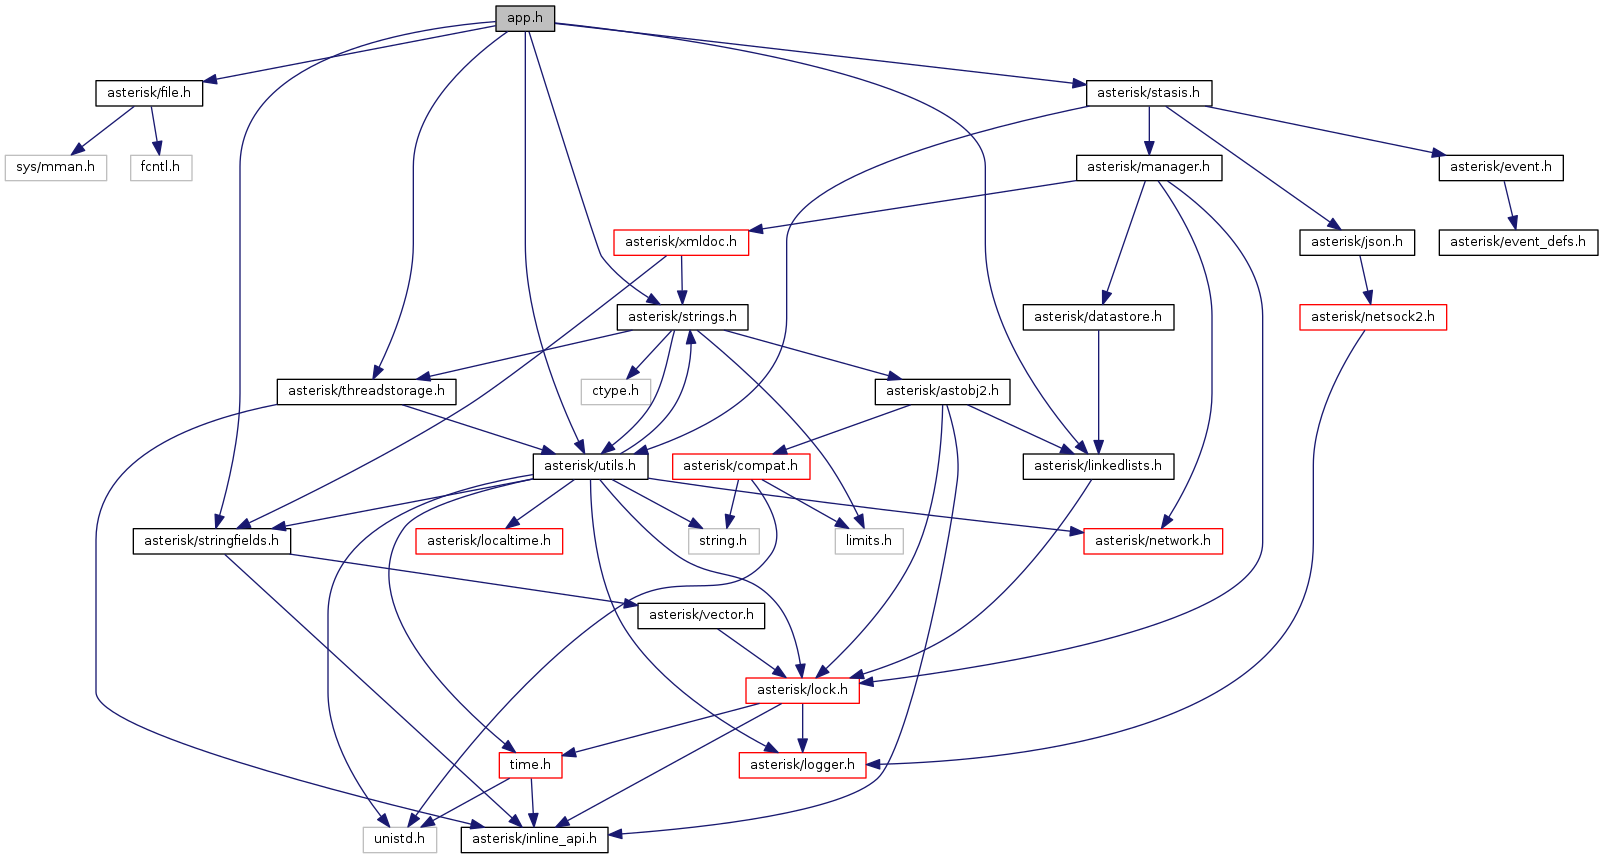 app.h
asterisk/file.h
asterisk/stasis.h
sys/mman.h
fcntl.h
asterisk/manager.h
asterisk/event.h
asterisk/xmldoc.h
asterisk/json.h
asterisk/event_defs.h
asterisk/strings.h
asterisk/datastore.h
asterisk/netsock2.h
asterisk/threadstorage.h
ctype.h
asterisk/astobj2.h
asterisk/utils.h
asterisk/compat.h
asterisk/linkedlists.h
asterisk/stringfields.h
asterisk/localtime.h
string.h
limits.h
asterisk/network.h
asterisk/vector.h
asterisk/lock.h
time.h
asterisk/logger.h
unistd.h
asterisk/inline_api.h